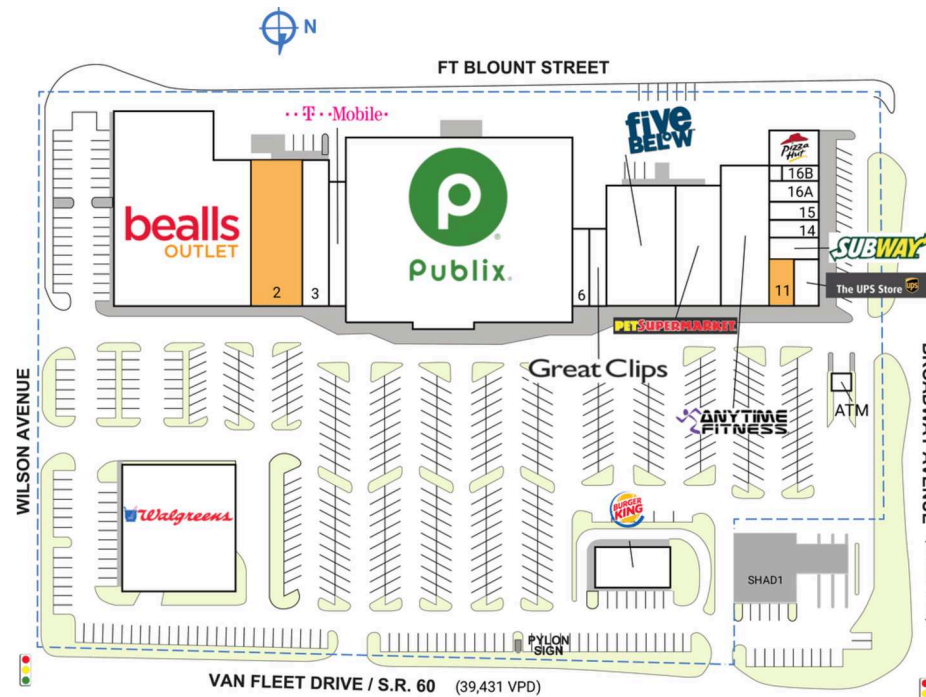 N
FT BLOUNT STREET
T Mobile
five
BELOW
Pizza
Hut
16B
16A
15
14
SUBWAY
The UPS Store
ups
11
bealls
OUTLET
2
3
P
Publix.
6
PET SUPERMARKET
Great Clips
ANYTIME
FITNESS
ATM
WILSON AVENUE
Walgreens
BURGER
KING
SHAD1
PYLON
SIGN
VAN FLEET DRIVE / S.R. 60 (39,431 VPD)